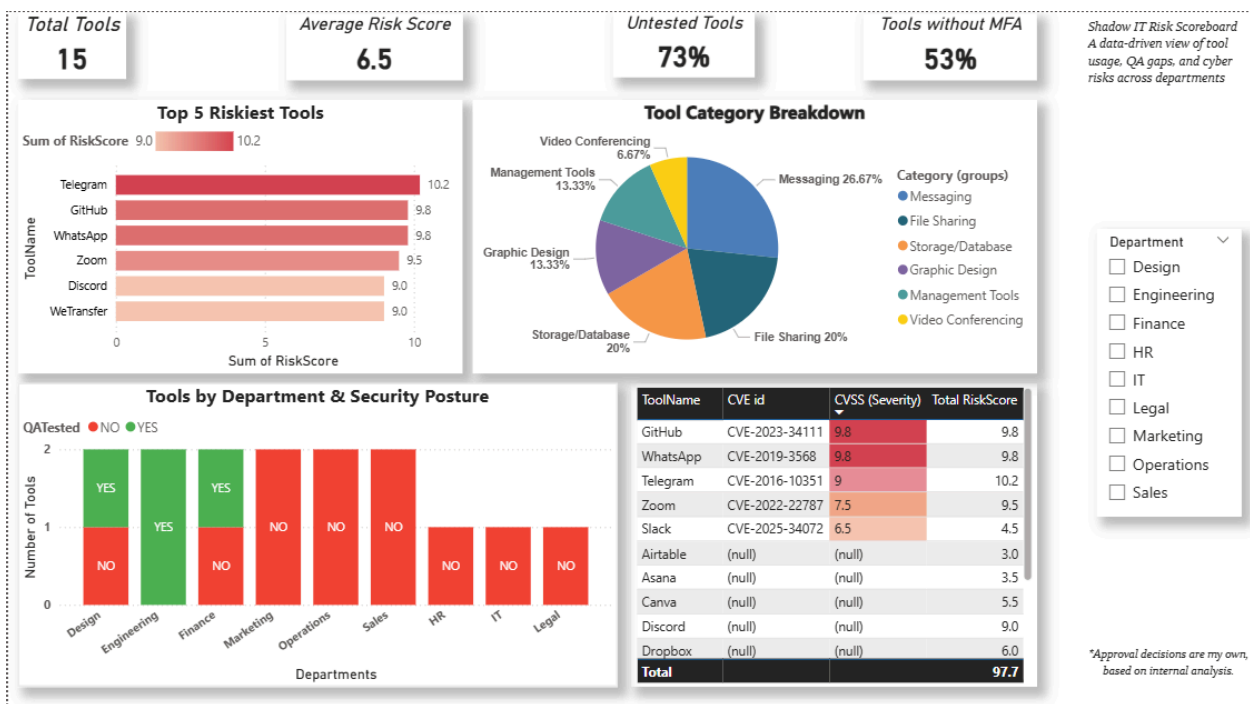 Total Tools
15
Average Risk Score
6.5
Untested Tools
73%
Tools without MFA
53%
Shadow IT Risk Scoreboard
A data-driven view of tool
usage, QA gaps, and cyber
risks across departments
Top 5 Riskiest Tools
Sum of RiskScore 9.0 10.2
ToolName
Telegram 10.2
GitHub 9.8
WhatsApp 9.8
Zoom 9.5
Discord 9.0
WeTransfer 9.0
0 5 10
Sum of RiskScore
Tool Category Breakdown
Video Conferencing
6.67%
Management Tools
13.33%
Graphic Design
13.33%
Storage/Database
20%
File Sharing 20%
Messaging 26.67%
Category (groups)
Messaging
File Sharing
Storage/Database
Graphic Design
Management Tools
Video Conferencing
Department
Design
Engineering
Finance
HR
IT
Legal
Marketing
Operations
Sales
Tools by Department & Security Posture
QATested NO YES
Number of Tools
2
1
0
YES YES
YES NO NO NO
NO NO NO NO NO
Design Engineering Finance Marketing Operations Sales HR IT Legal
Departments
ToolName CVE id CVSS (Severity) Total RiskScore
GitHub CVE-2023-34111 9.8 9.8
WhatsApp CVE-2019-3568 9.8 9.8
Telegram CVE-2016-10351 9 10.2
Zoom CVE-2022-22787 7.5 9.5
Slack CVE-2025-34072 6.5 4.5
Airtable (null) (null) 3.0
Asana (null) (null) 3.5
Canva (null) (null) 5.5
Discord (null) (null) 9.0
Dropbox (null) (null) 6.0
Total 97.7
*Approval decisions are my own,
based on internal analysis.